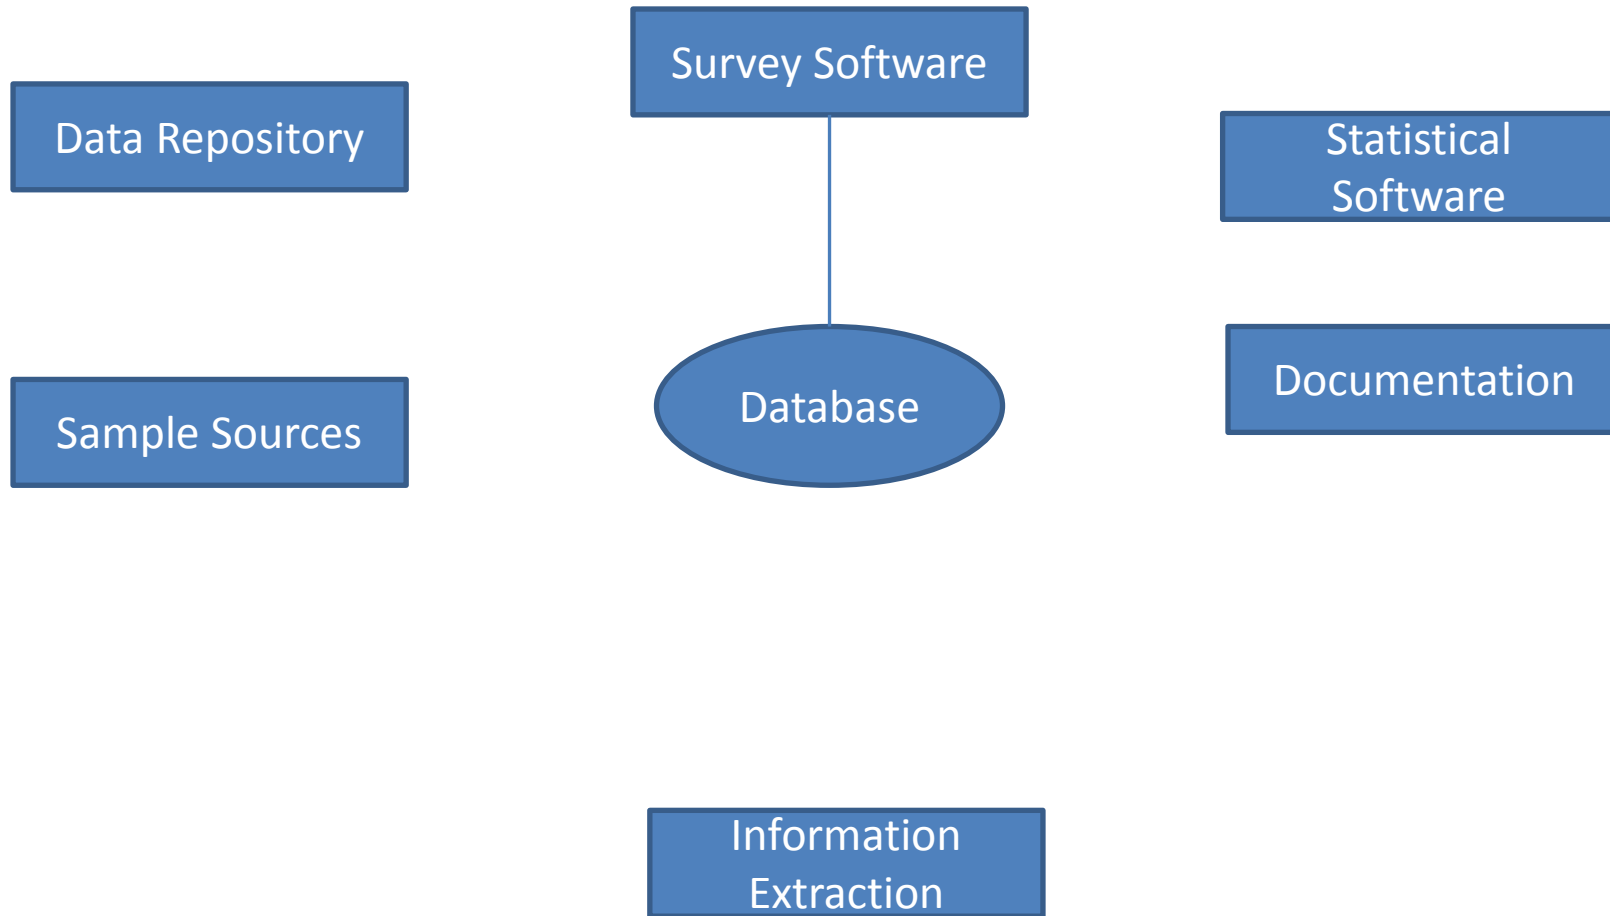 Survey Software
Data Repository
Statistical
Software
Documentation
Database
Sample Sources
Information
Extraction